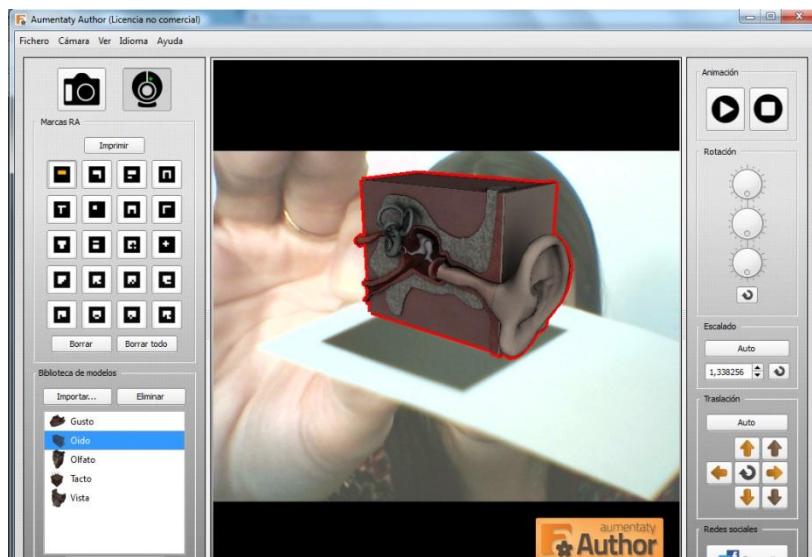 Aumentaty Author (Licencia no comercial)
Fichero Cámara Ver Idioma Ayuda
Marcas RA
Imprimir
Borrar Borrar todo
Biblioteca de modelos
Importar... Eliminar
Gusto
Oido
Olfato
Tacto
Vista
aumentaty
Author
Animación
Rotación
Escalado
Auto
1,338256
Traslación
Auto
Redes sociales